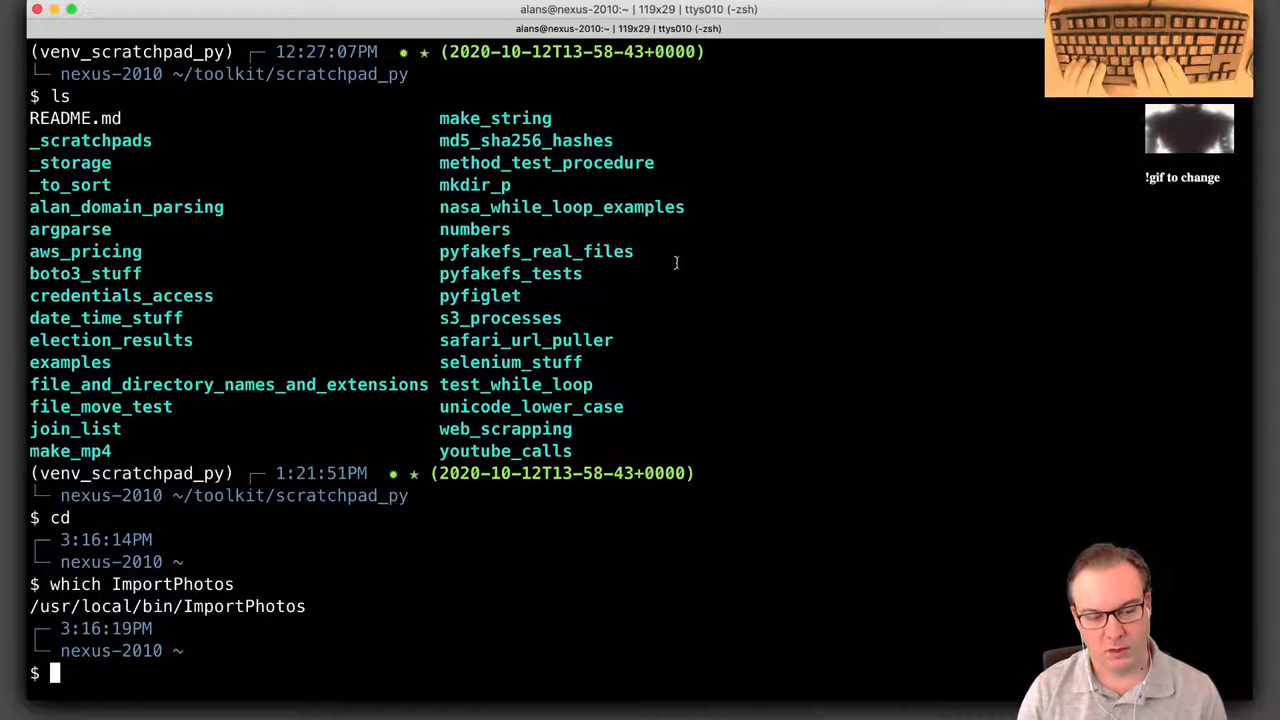 alans@nexus-2010:~ | 119x29 | ttys010 (-zsh)
alans@nexus-2010:~ | 119x29 | ttys010 (-zsh)
(venv_scratchpad_py) ┌─ 12:27:07PM ✹ ★ (2020-10-12T13-58-43+0000)
└─ nexus-2010 ~/toolkit/scratchpad_py
$ ls
README.md make_string
_scratchpads md5_sha256_hashes
_storage method_test_procedure
_to_sort mkdir_p
alan_domain_parsing nasa_while_loop_examples
argparse numbers
aws_pricing pyfakefs_real_files
boto3_stuff pyfakefs_tests
credentials_access pyfiglet
date_time_stuff s3_processes
election_results safari_url_puller
examples selenium_stuff
file_and_directory_names_and_extensions test_while_loop
file_move_test unicode_lower_case
join_list web_scrapping
make_mp4 youtube_calls
(venv_scratchpad_py) ┌─ 1:21:51PM ✹ ★ (2020-10-12T13-58-43+0000)
└─ nexus-2010 ~/toolkit/scratchpad_py
$ cd
┌─ 3:16:14PM
└─ nexus-2010 ~
$ which ImportPhotos
/usr/local/bin/ImportPhotos
┌─ 3:16:19PM
└─ nexus-2010 ~
$
!gif to change